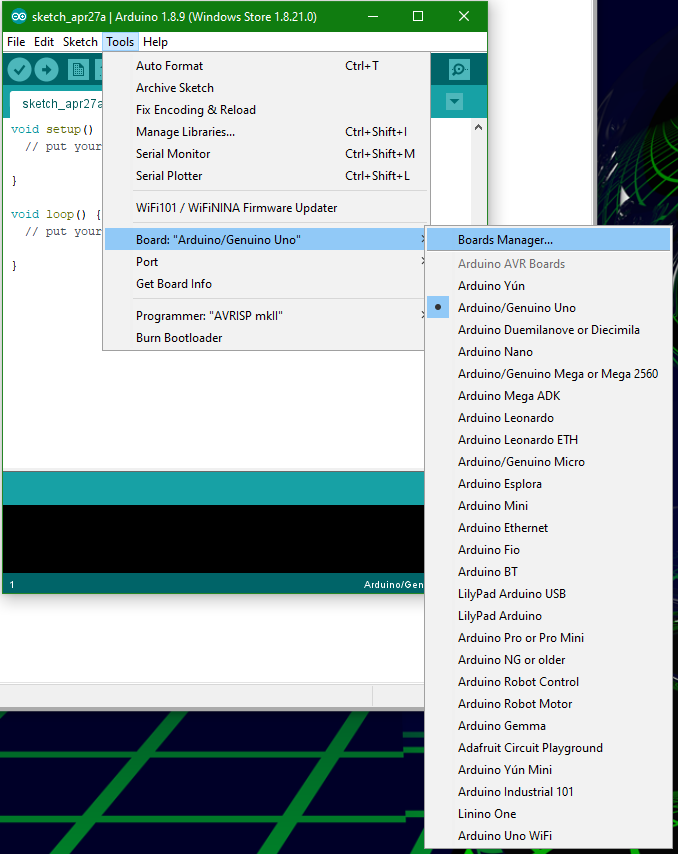 sketch_apr27a | Arduino 1.8.9 (Windows Store 1.8.21.0)
File Edit Sketch Tools Help
sketch_apr27a
void setup()
// put your
}
void loop() {
// put your
}
Auto Format Ctrl+T
Archive Sketch
Fix Encoding & Reload
Manage Libraries... Ctrl+Shift+I
Serial Monitor Ctrl+Shift+M
Serial Plotter Ctrl+Shift+L
WiFi101 / WiFiNINA Firmware Updater
Board: "Arduino/Genuino Uno"
Port
Get Board Info
Programmer: "AVRISP mkII"
Burn Bootloader
Boards Manager...
Arduino AVR Boards
Arduino Yún
Arduino/Genuino Uno
Arduino Duemilanove or Diecimila
Arduino Nano
Arduino/Genuino Mega or Mega 2560
Arduino Mega ADK
Arduino Leonardo
Arduino Leonardo ETH
Arduino/Genuino Micro
Arduino Esplora
Arduino Mini
Arduino Ethernet
Arduino Fio
Arduino BT
LilyPad Arduino USB
LilyPad Arduino
Arduino Pro or Pro Mini
Arduino NG or older
Arduino Robot Control
Arduino Robot Motor
Arduino Gemma
Adafruit Circuit Playground
Arduino Yún Mini
Arduino Industrial 101
Linino One
Arduino Uno WiFi
1 Arduino/Gen